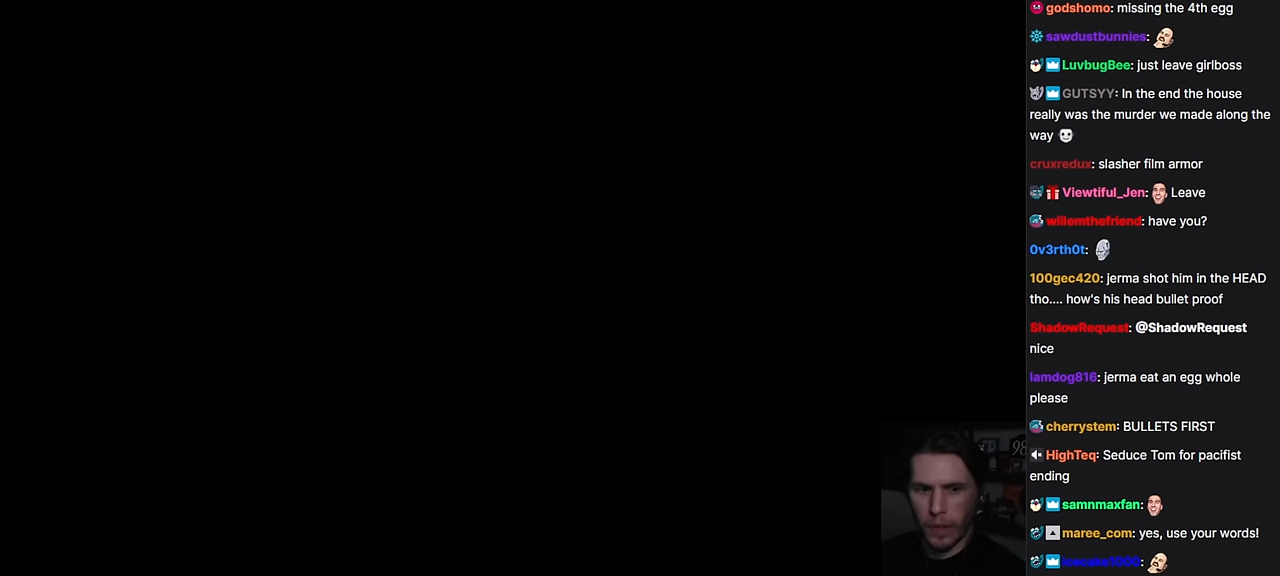 godshomo: missing the 4th egg
sawdustbunnies:
LuvbugBee: just leave girlboss
GUTSYY: In the end the house
really was the murder we made along the
way
cruxredux: slasher film armor
Viewtiful_Jen: Leave
willemthefriend: have you?
0v3rth0t:
100gec420: jerma shot him in the HEAD
tho.... how's his head bullet proof
ShadowRequest: @ShadowRequest
nice
lamdog816: jerma eat an egg whole
please
cherrystem: BULLETS FIRST
HighTeq: Seduce Tom for pacifist
ending
samnmaxfan:
maree_com: yes, use your words!
98